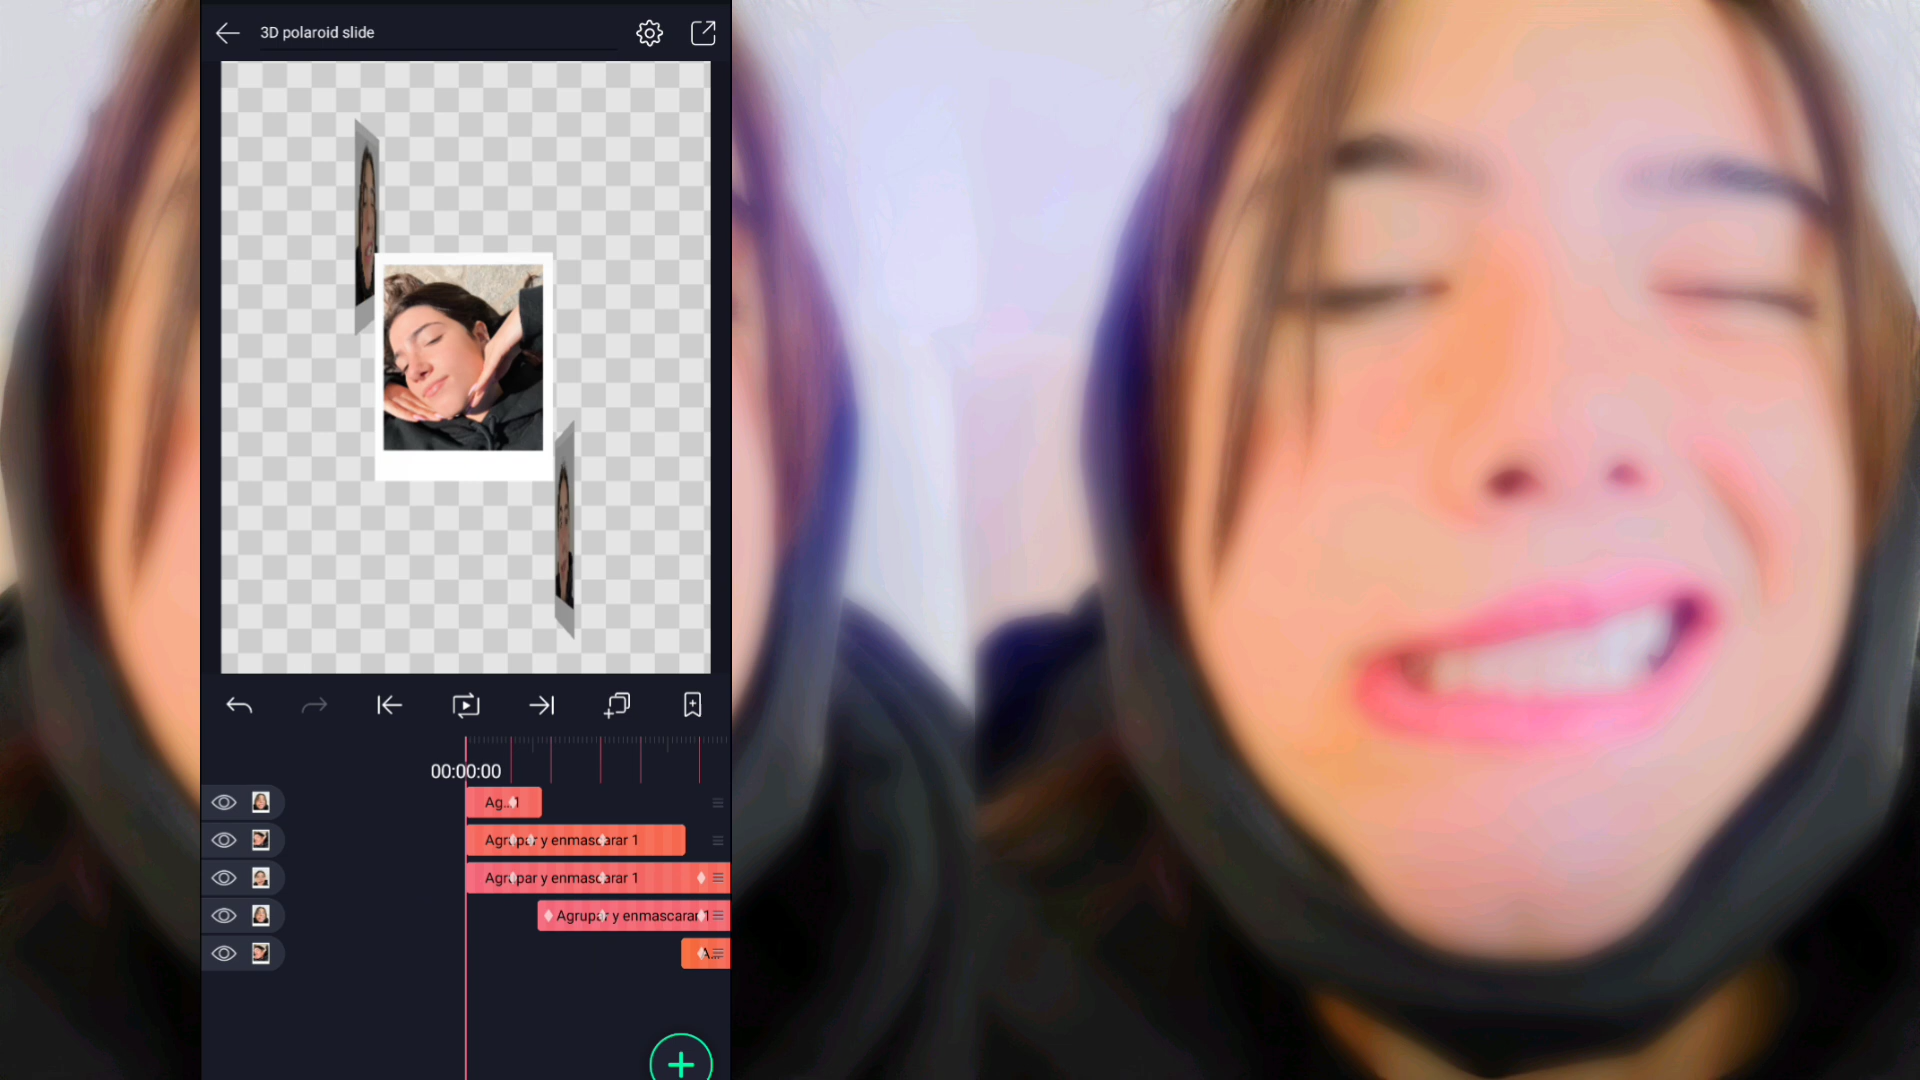 3D polaroid slide
00:00:00
Ag...1
Agrupar y enmascarar 1
Agrupar y enmascarar 1
Agrupar y enmascarar 1
A...